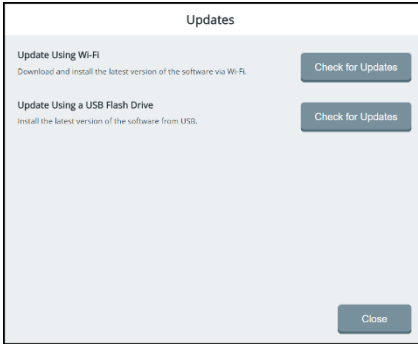 Updates
Update Using Wi-Fi
Download and install the latest version of the software via Wi-Fi.
Check for Updates
Update Using a USB Flash Drive
Install the latest version of the software from USB.
Check for Updates
Close